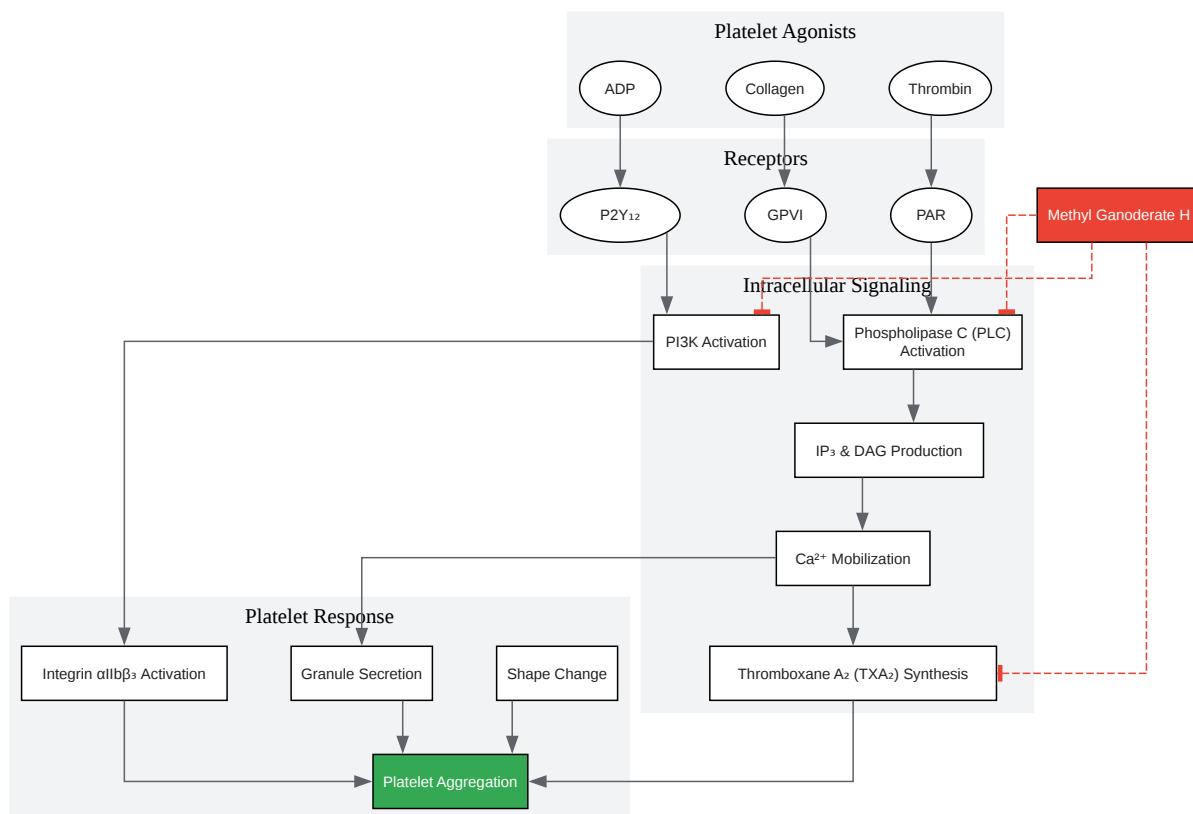 Platelet Agonists
ADP
Collagen
Thrombin
Receptors
P2Y₁₂
GPVI
PAR
Methyl Ganoderate H
Intracellular Signaling
PI3K Activation
Phospholipase C (PLC)
Activation
IP₃ & DAG Production
Ca²⁺ Mobilization
Platelet Response
Integrin αIIbβ₃ Activation
Granule Secretion
Shape Change
Thromboxane A₂ (TXA₂) Synthesis
Platelet Aggregation